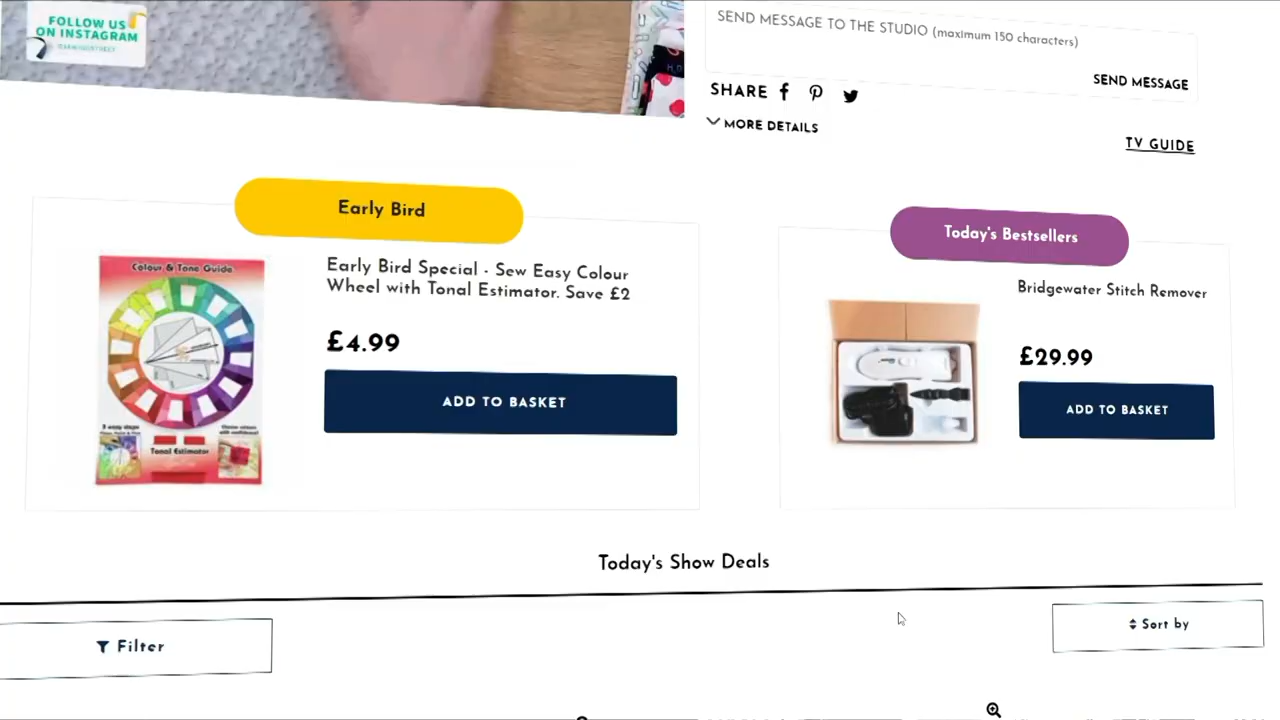 FOLLOW US
ON INSTAGRAM
SEND MESSAGE TO THE STUDIO (maximum 150 characters)
SEND MESSAGE
SHARE
MORE DETAILS
TV GUIDE
Early Bird
Today's Bestsellers
Colour & Tone Guide
Tonal Estimator
Early Bird Special - Sew Easy Colour
Wheel with Tonal Estimator. Save £2
£4.99
ADD TO BASKET
Bridgewater Stitch Remover
£29.99
ADD TO BASKET
Today's Show Deals
Filter
Sort by